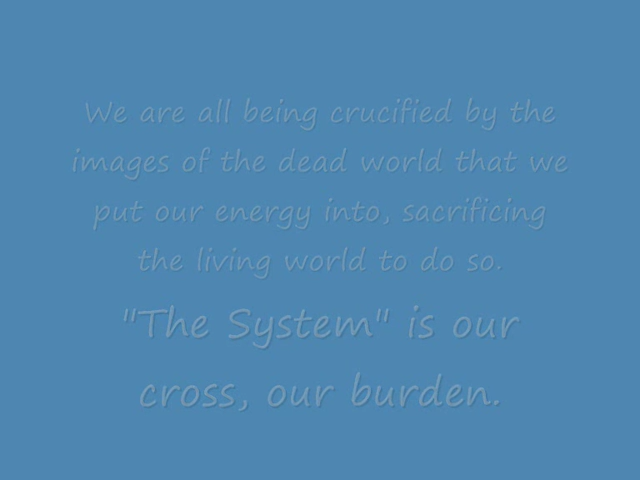 We are all being crucified by the
images of the dead world that we
put our energy into, sacrificing
the living world to do so.
"The System" is our
cross, our burden.